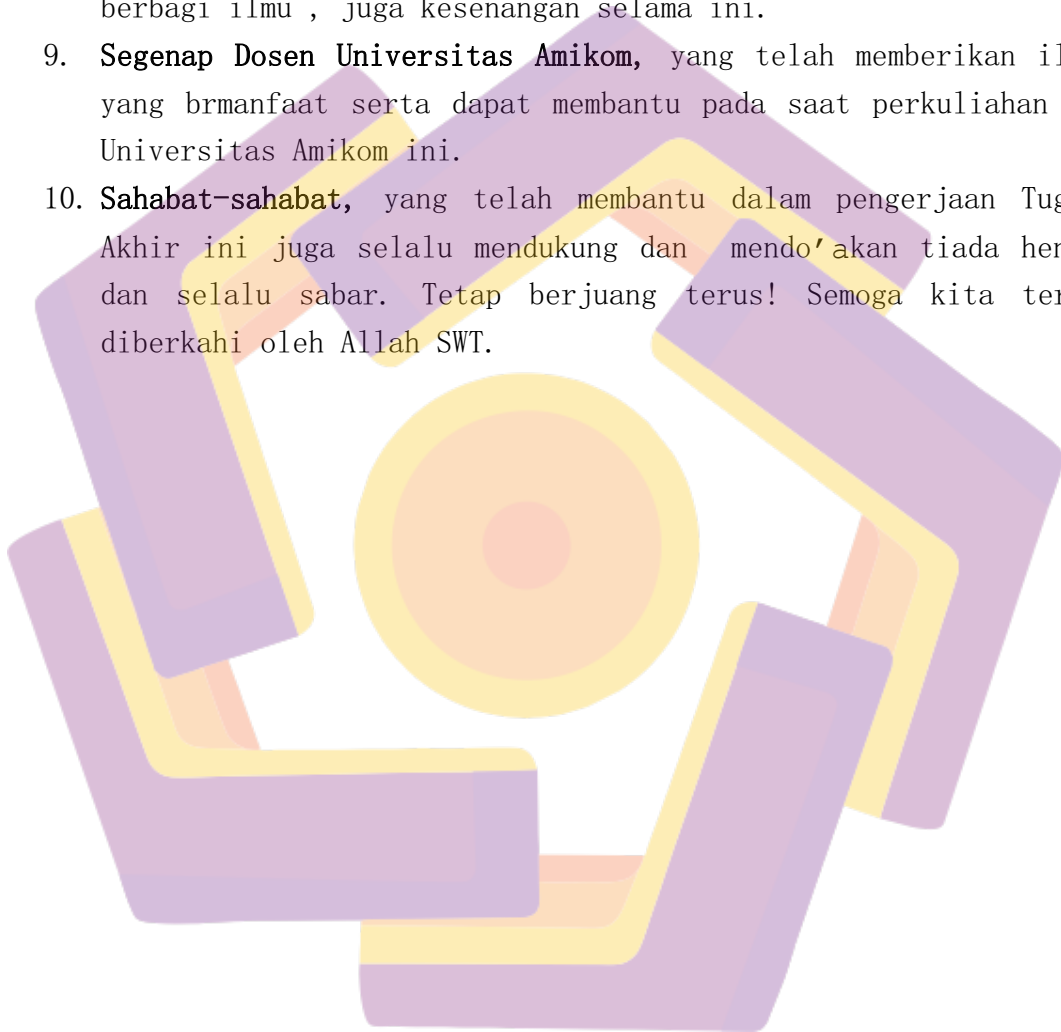 berbagi ilmu , juga kesenangan selama ini.
9. Segenap Dosen Universitas Amikom, yang telah memberikan il
yang brmanfaat serta dapat membantu pada saat perkuliahan
Universitas Amikom ini.
10. Sahabat-sahabat, yang telah membantu dalam pengerjaan Tug
Akhir ini juga selalu mendukung dan mendo'akan tiada hen
dan selalu sabar. Tetap berjuang terus! Semoga kita ter
diberkahi oleh Allah SWT.